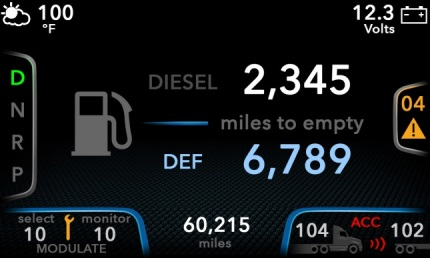 100
°F
12.3
Volts
D
N
R
P
DIESEL 2,345
miles to empty
DEF 6,789
04
select monitor
10 10
MODULATE
60,215
miles
104 ACC 102